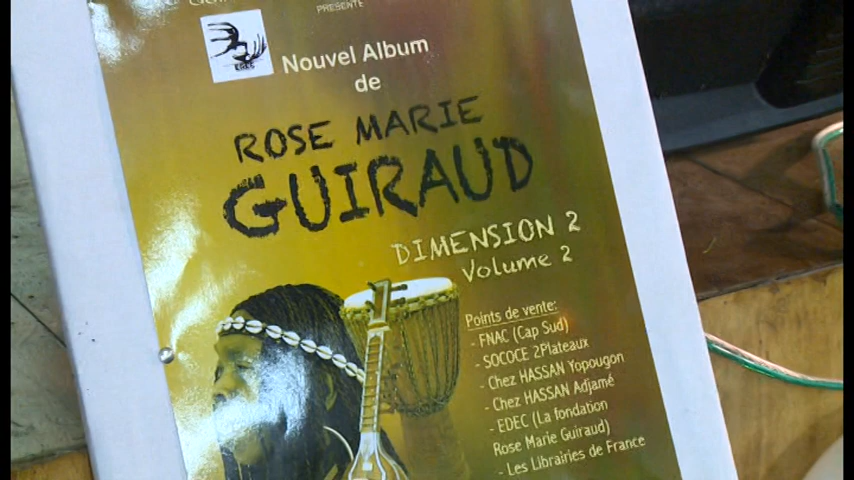 PRESENTE
EDEC
Nouvel Album
de
ROSE MARIE
GUIRAUD
DIMENSION 2
Volume 2
Points de vente:
- FNAC (Cap Sud)
- SOCOCE 2Plateaux
- Chez HASSAN Yopougon
- Chez HASSAN Adjamé
- EDEC (La fondation
Rose Marie Guiraud)
- Les Librairies de France